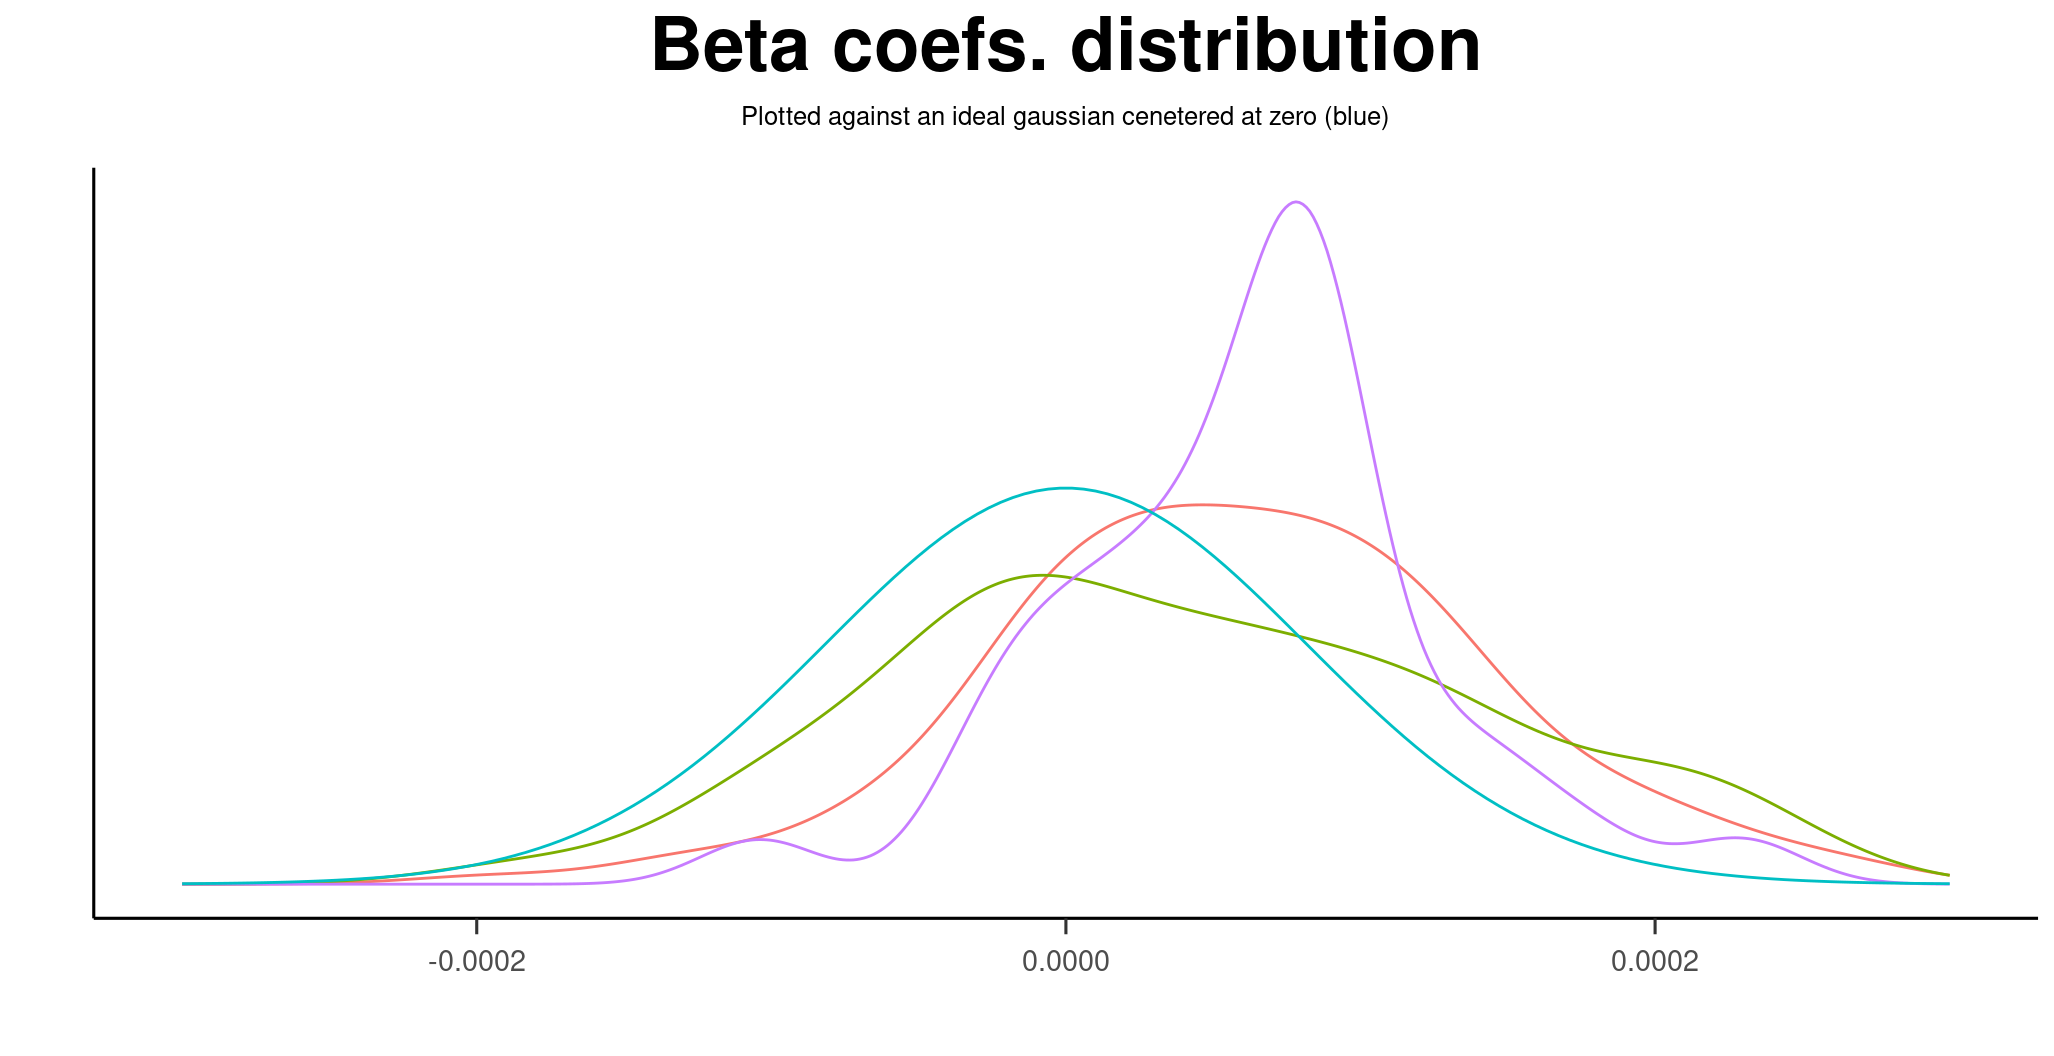 Beta coefs. distribution
Plotted against an ideal gaussian cenetered at zero (blue)
-0.0002 0.0000 0.0002